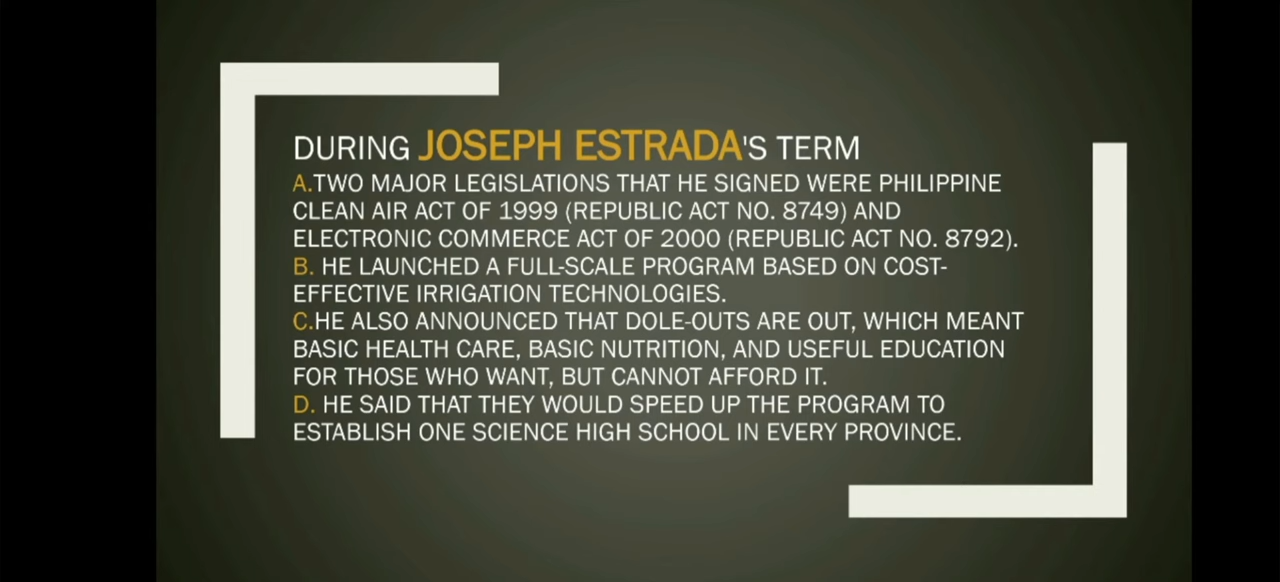 DURING JOSEPH ESTRADA'S TERM
A.TWO MAJOR LEGISLATIONS THAT HE SIGNED WERE PHILIPPINE
CLEAN AIR ACT OF 1999 (REPUBLIC ACT NO. 8749) AND
ELECTRONIC COMMERCE ACT OF 2000 (REPUBLIC ACT NO. 8792).
B. HE LAUNCHED A FULL-SCALE PROGRAM BASED ON COST-
EFFECTIVE IRRIGATION TECHNOLOGIES.
C.HE ALSO ANNOUNCED THAT DOLE-OUTS ARE OUT, WHICH MEANT
BASIC HEALTH CARE, BASIC NUTRITION, AND USEFUL EDUCATION
FOR THOSE WHO WANT, BUT CANNOT AFFORD IT.
D. HE SAID THAT THEY WOULD SPEED UP THE PROGRAM TO
ESTABLISH ONE SCIENCE HIGH SCHOOL IN EVERY PROVINCE.